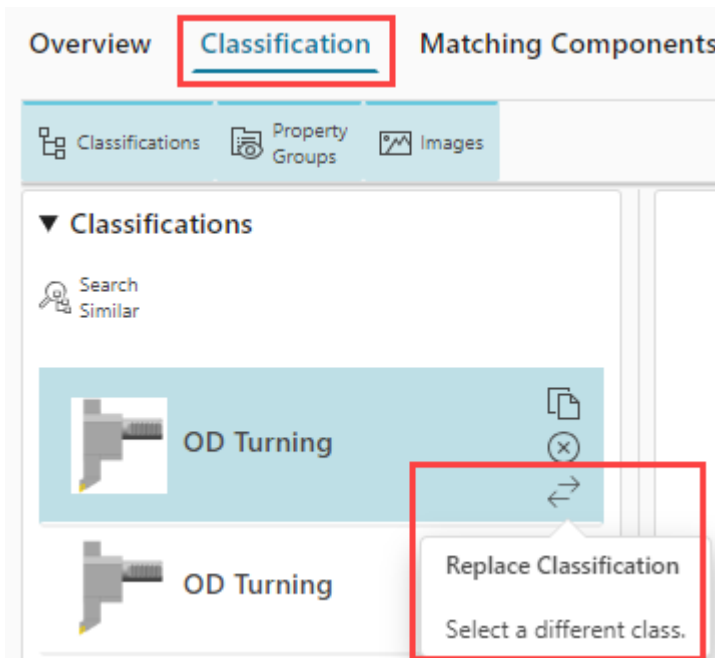 Overview Classification Matching Components
Classifications
Property
Groups
Images
▼ Classifications
Search
Similar
OD Turning
OD Turning
Replace Classification
Select a different class.